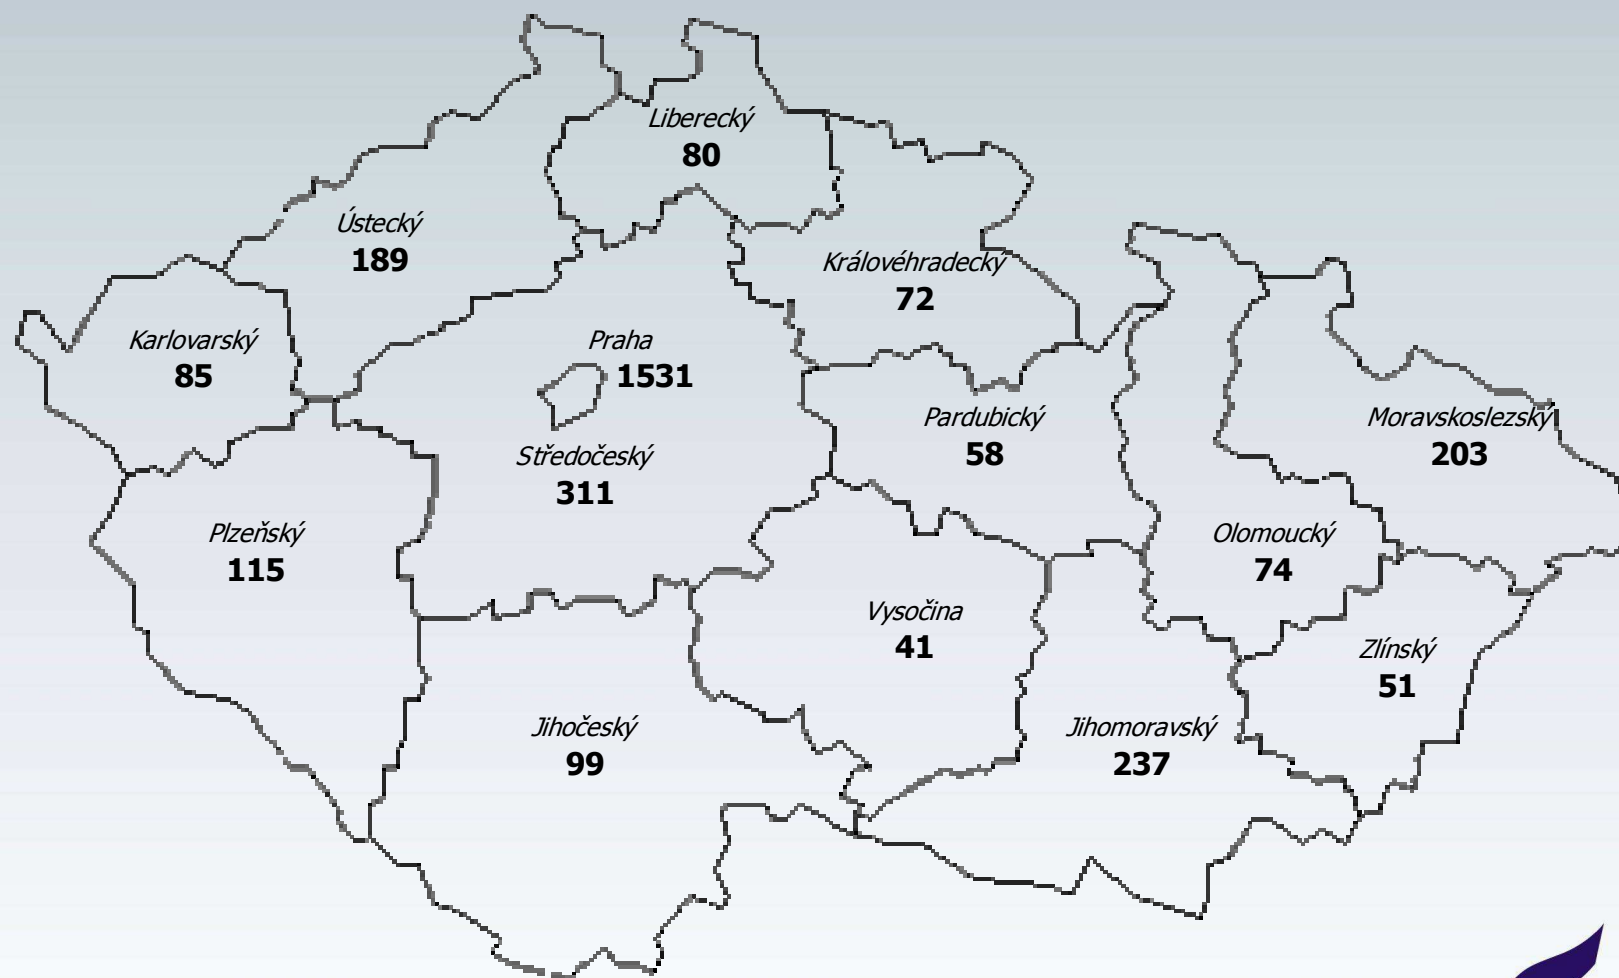 Liberecký
80
Ústecký
189
Královéhradecký
72
Karlovarský
85
Praha
1531
Pardubický
58
Moravskoslezský
203
Středočeský
311
Plzeňský
115
Olomoucký
74
Vysočina
41
Zlínský
51
Jihočeský
99
Jihomoravský
237